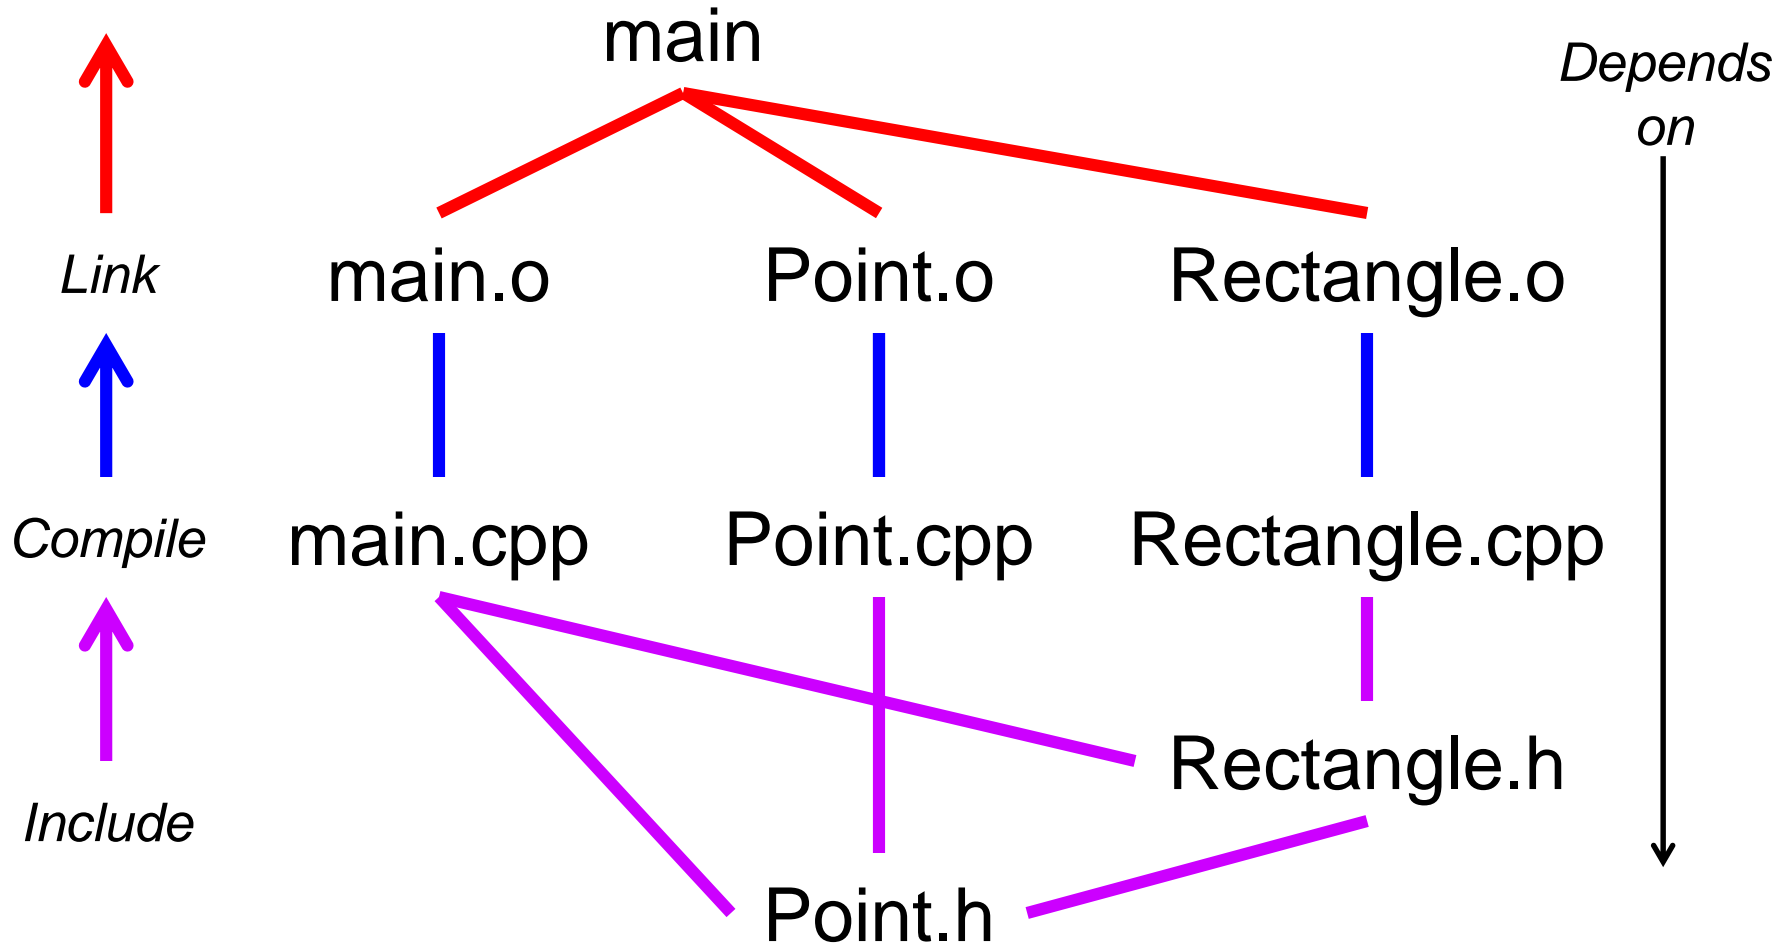 main
Depends
on
Link
main.o
Point.o
Rectangle.o
Compile
main.cpp
Point.cpp
Rectangle.cpp
Rectangle.h
Include
Point.h